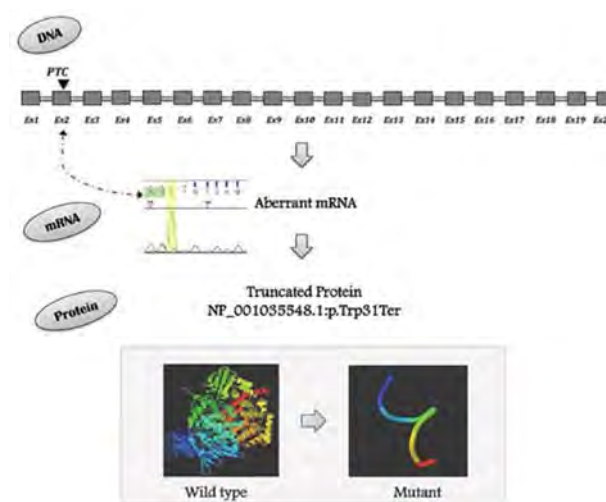 DNA
PTC
Ex1 Ex2 Ex3 Ex4 Ex5 Ex6 Ex7 Ex8 Ex9 Ex10 Ex11 Ex12 Ex13 Ex14 Ex15 Ex16 Ex17 Ex18 Ex19 Ex2
mRNA
Aberrant mRNA
Protein
Truncated Protein
NP_001035548.1:p.Trp31Ter
Wild type
Mutant